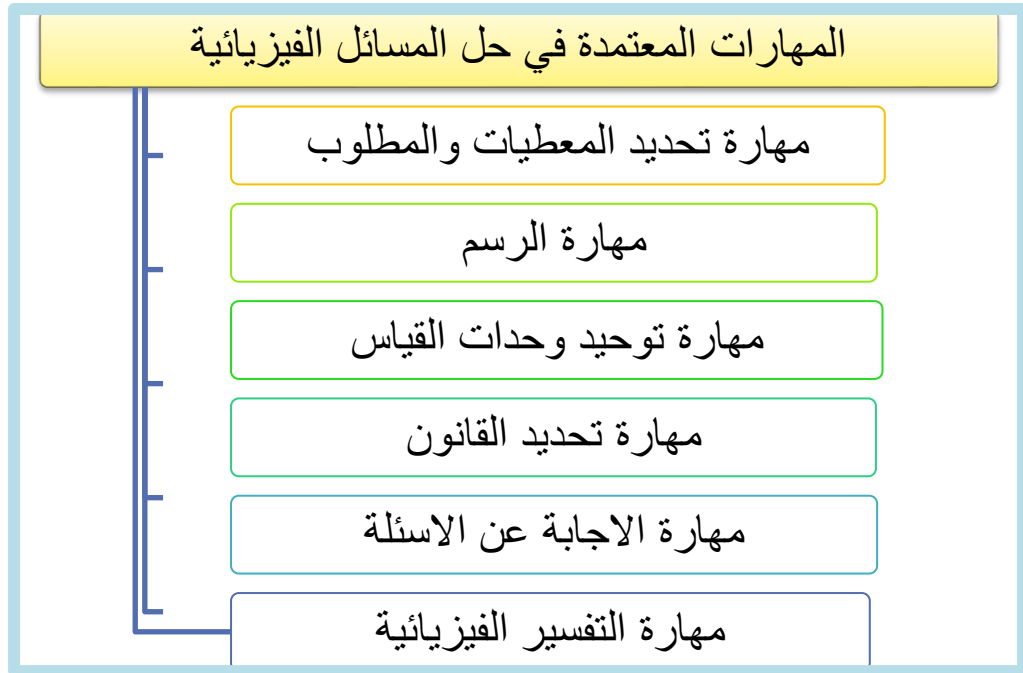 المهارات المعتمدة في حل المسائل الفيزيائية
مهارة تحديد المعطيات والمطلوب
مهارة الرسم
مهارة توحيد وحدات القياس
مهارة تحديد القانون
مهارة الاجابة عن الاسئلة
مهارة التفسير الفيزيائية